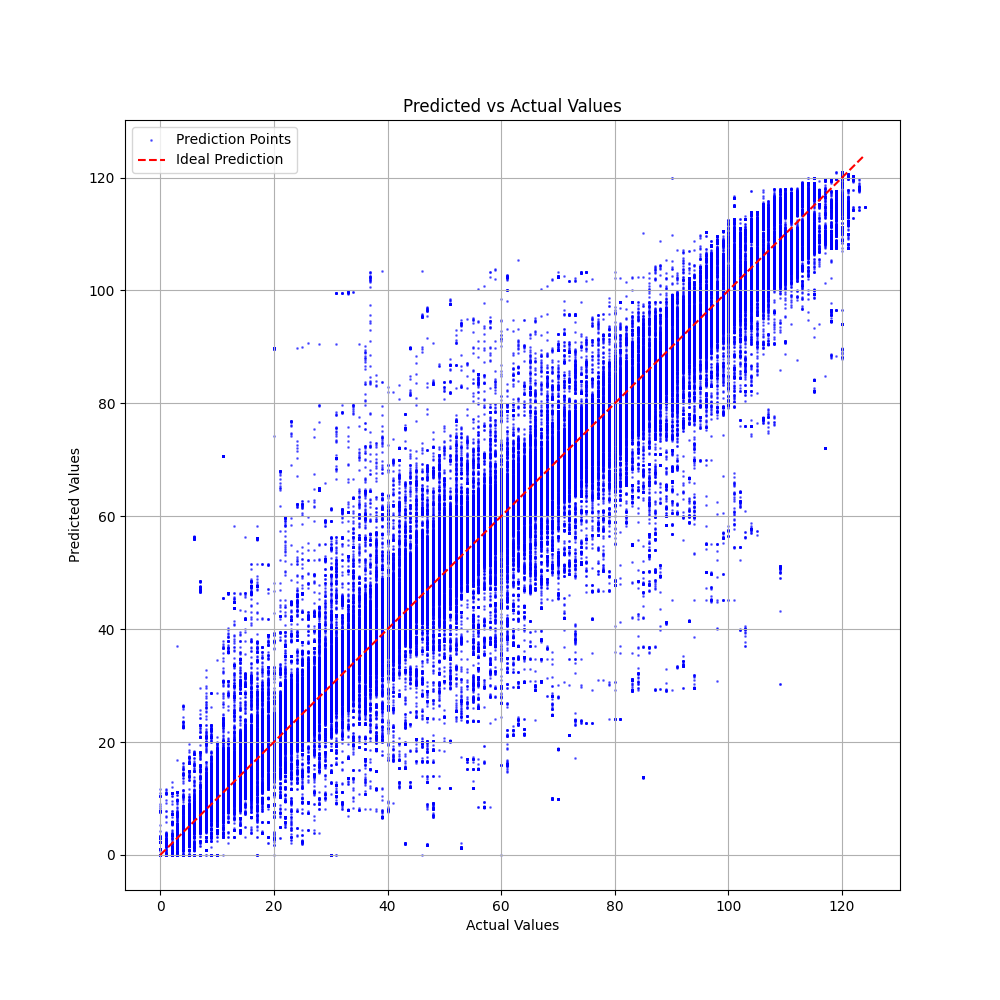 Predicted vs Actual Values
Prediction Points
Ideal Prediction
120
100
80
60
40
20
0
Predicted Values
0 20 40 60 80 100 120
Actual Values